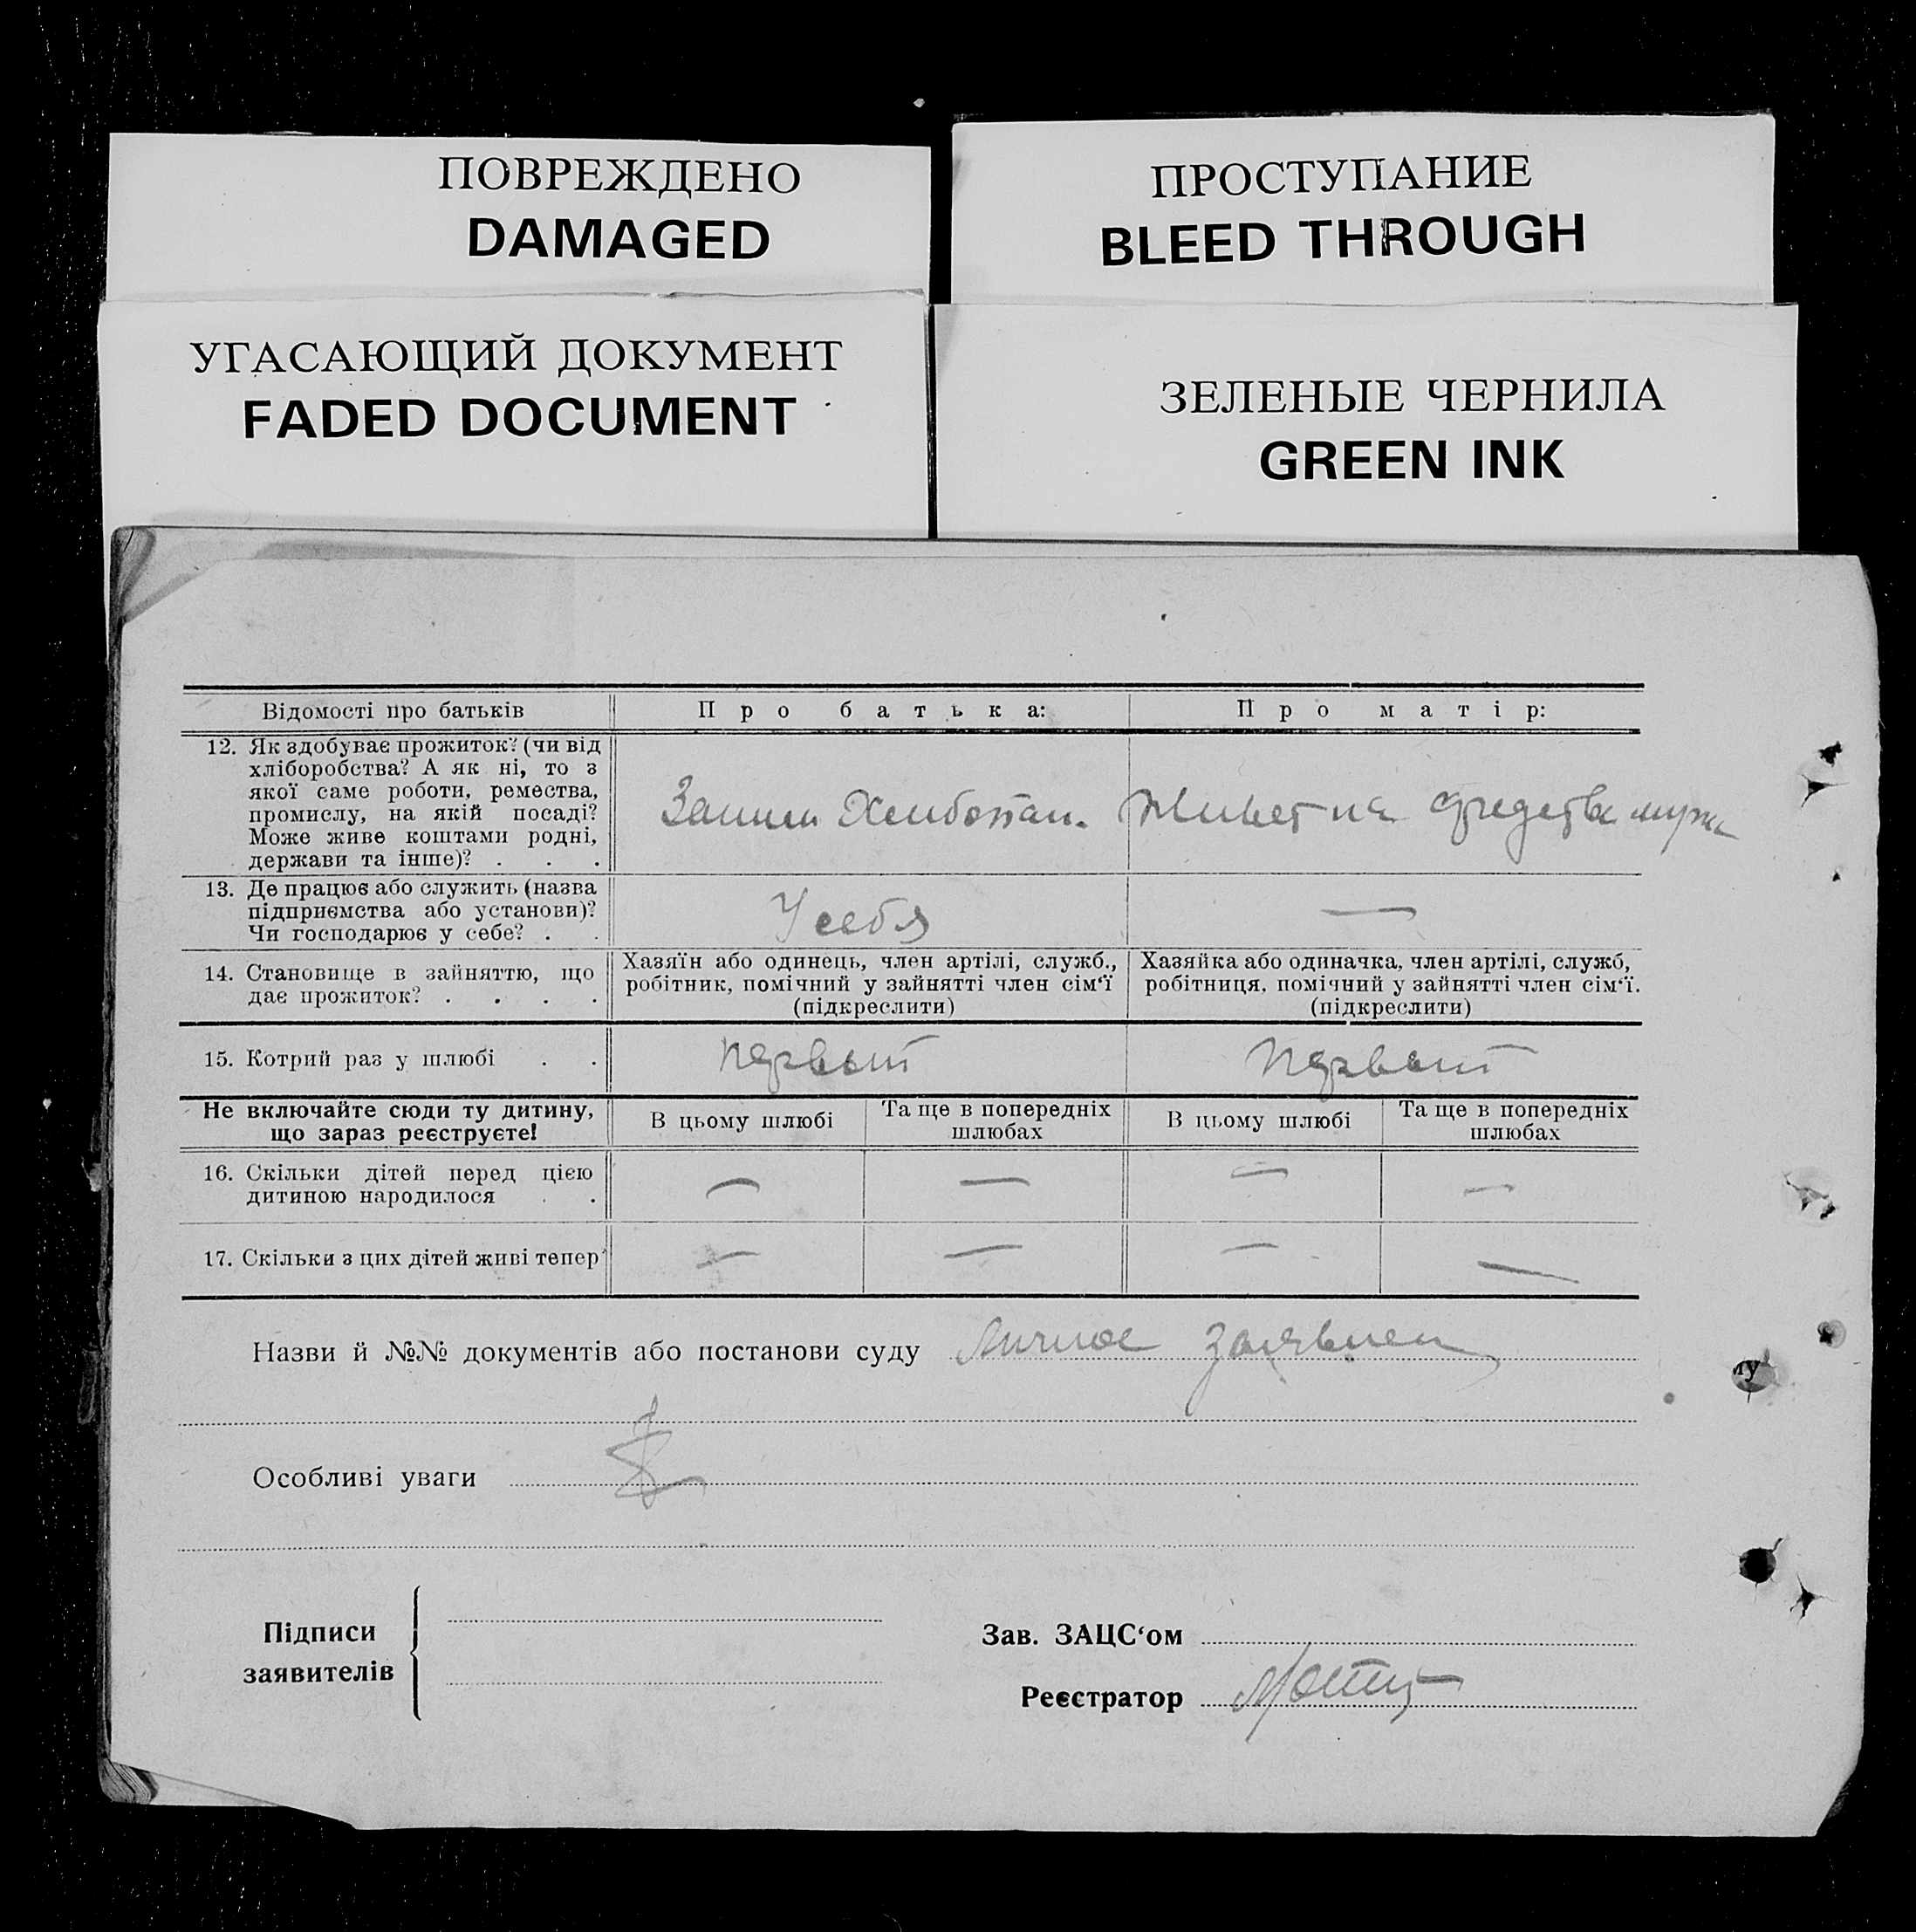 ПОВРЕЖДЕНО
DAMAGED
ПРОСТУПАНИЕ
BLEED THROUGH
УГАСАЮЩИЙ ДОКУМЕНТ
FADED DOCUMENT
ЗЕЛЕНЫЕ ЧЕРНИЛА
GREEN INK
Відомості про батьків
Про батька:
Про матір:
12. Як здобуває прожиток? (чи від
хліборобства? А як ні, то з
якої саме роботи, ремества,
промислу, на якій посаді?
Може живе коштами родні,
держави та інше)? . . .
Живет на средства мужа
13. Де працює або служить (назва
підприємства або установи)?
Чи господарює у себе? . .
У себя
—
14. Становище в зайняттю, що
дає прожиток? . . . .
Хазяїн або одинець, член артілі, служб.,
робітник, помічний у зайнятті член сім‘ї
(підкреслити)
Хазяйка або одиначка, член артілі, служб,
робітниця, помічний у зайнятті член сім‘ї.
(підкреслити)
15. Котрий раз у шлюбі . .
первый
первый
Не включайте сюди ту дитину,
що зараз реєструєте!
В цьому шлюбі
Та ще в попередніх
шлюбах
В цьому шлюбі
Та ще в попередніх
шлюбах
16. Скільки дітей перед цією
дитиною народилося . .
— — — —
17. Скільки з цих дітей живі тепер?
— — — —
Назви й №№ документів або постанови суду Личное заявлен
му
Особливі уваги
Підписи
заявителів
Зав. ЗАЦС‘ом
Реєстратор